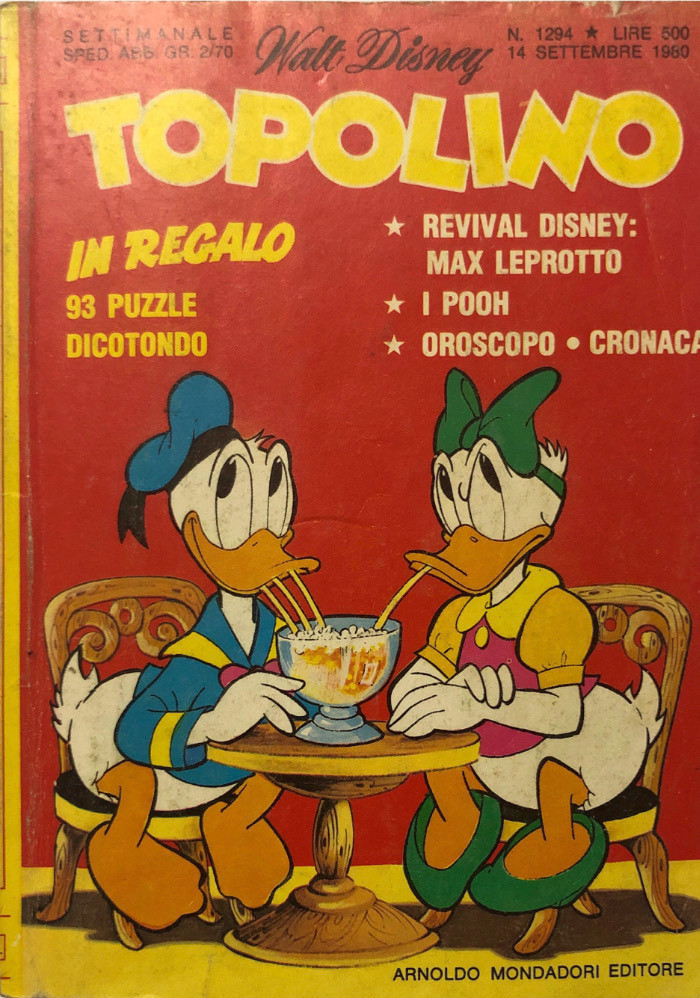 SETTIMANALE
SPED. ABB. GR. 2/70
Walt Disney
N. 1294 ★ LIRE 500
14 SETTEMBRE 1980
TOPOLINO
IN REGALO
93 PUZZLE
DICOTONDO
★ REVIVAL DISNEY:
MAX LEPROTTO
★ I POOH
★ OROSCOPO • CRONACA
ARNOLDO MONDADORI EDITORE